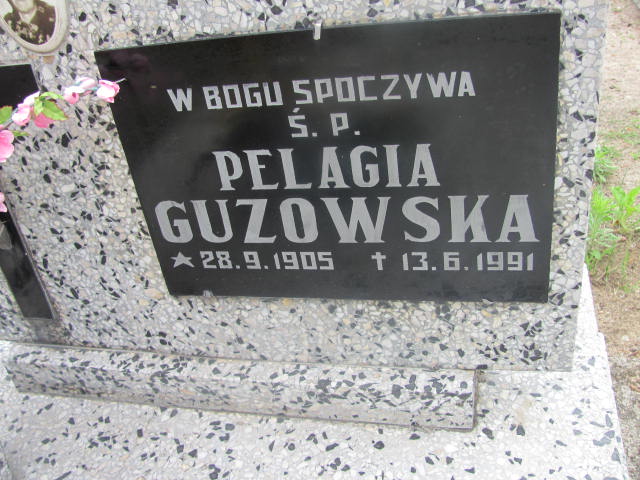 W BOGU SPOCZYWA
Ś. P.
PELAGIA
GUZOWSKA
★ 28.9.1905 † 13.6.1991